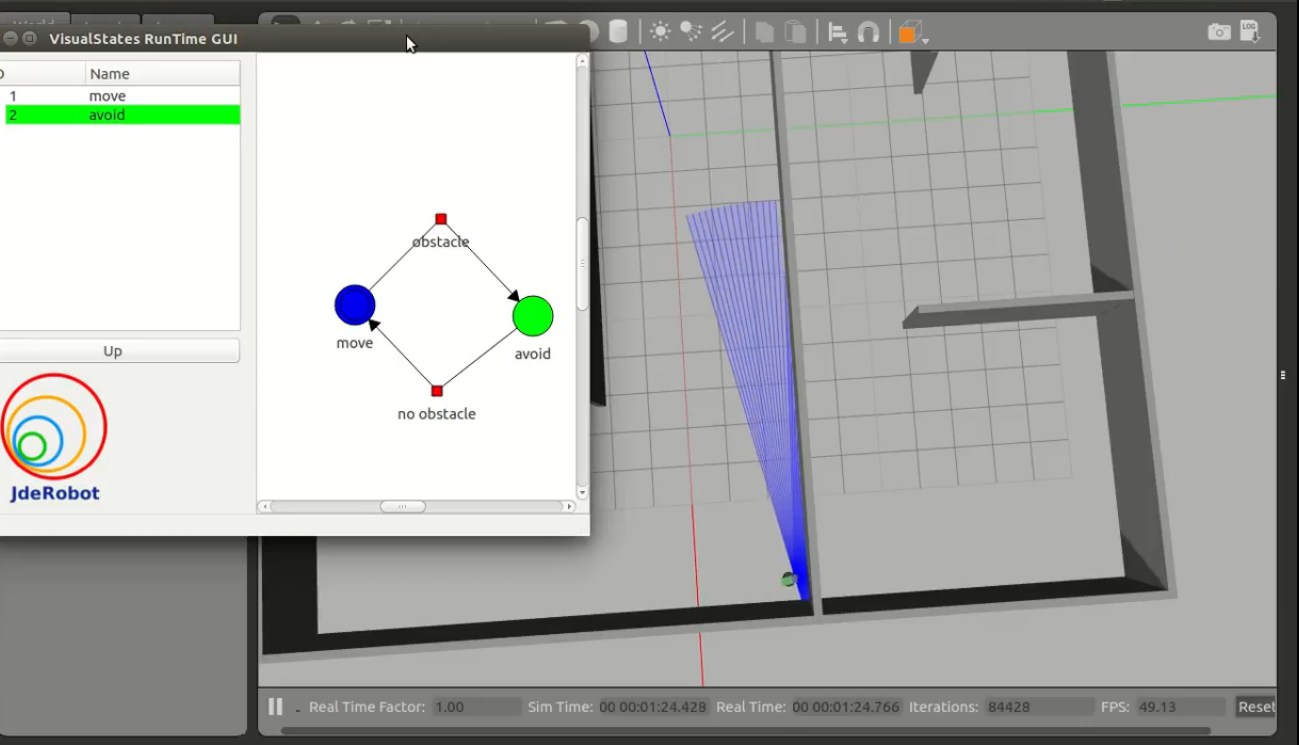 VisualStates RunTime GUI
Name
1 move
2 avoid
obstacle
move
avoid
no obstacle
Up
JdeRobot
LOG
Real Time Factor: 1.00 Sim Time: 00 00:01:24.428 Real Time: 00 00:01:24.766 Iterations: 84428 FPS: 49.13 Reset